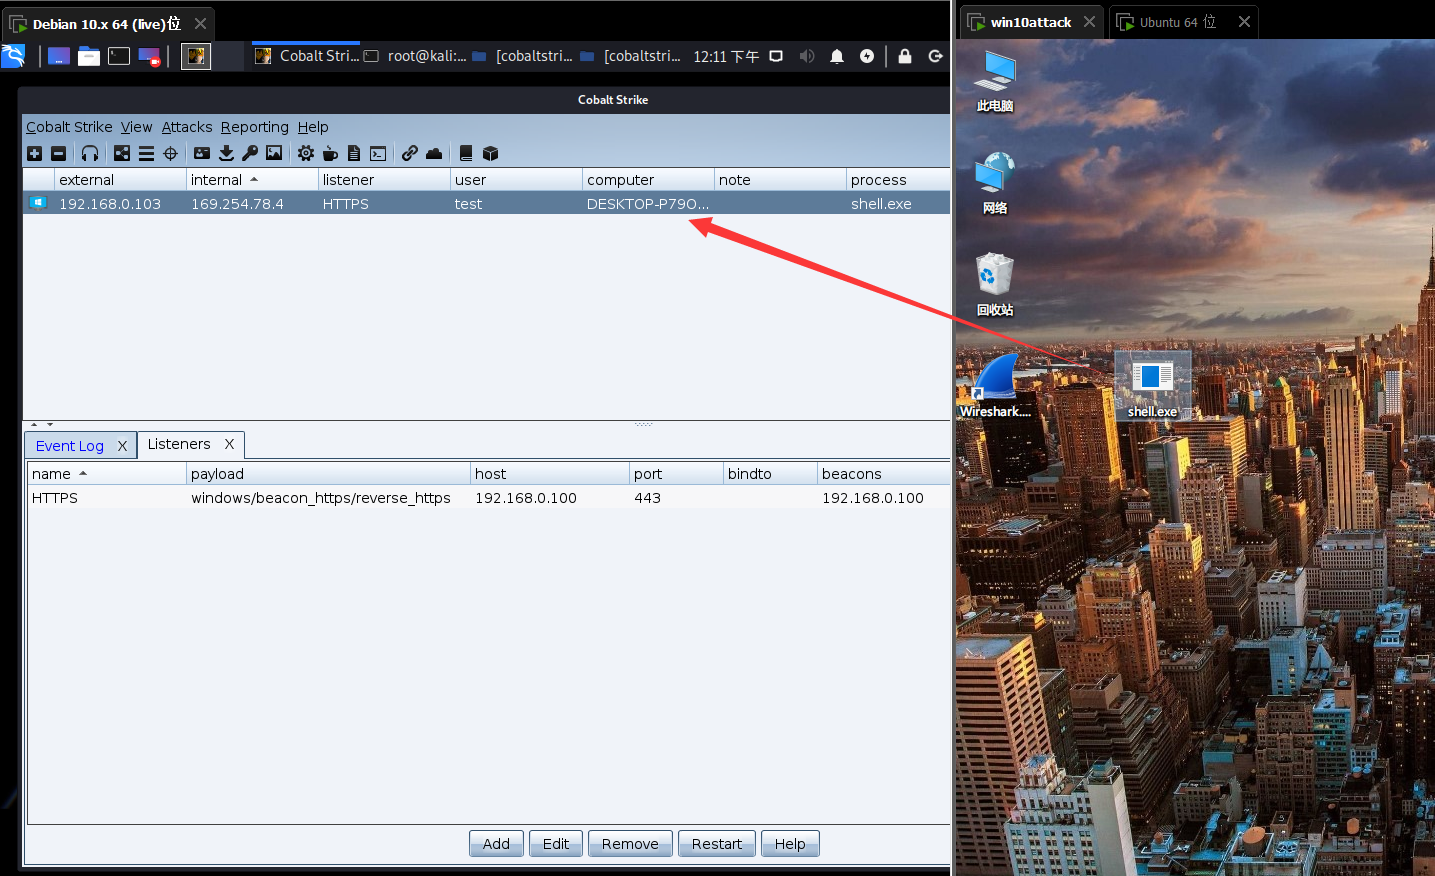 Debian 10.x 64 (live)位
win10attack
Ubuntu 64 位
Cobalt Stri...
root@kali:...
[cobaltstri...
[cobaltstri...
12:11 下午
Cobalt Strike
Cobalt Strike View Attacks Reporting Help
external internal listener user computer note process
192.168.0.103 169.254.78.4 HTTPS test DESKTOP-P79O... shell.exe
Event Log X Listeners X
name payload host port bindto beacons
HTTPS windows/beacon_https/reverse_https 192.168.0.100 443 192.168.0.100
Add Edit Remove Restart Help
此电脑
网络
回收站
Wireshark....
shell.exe